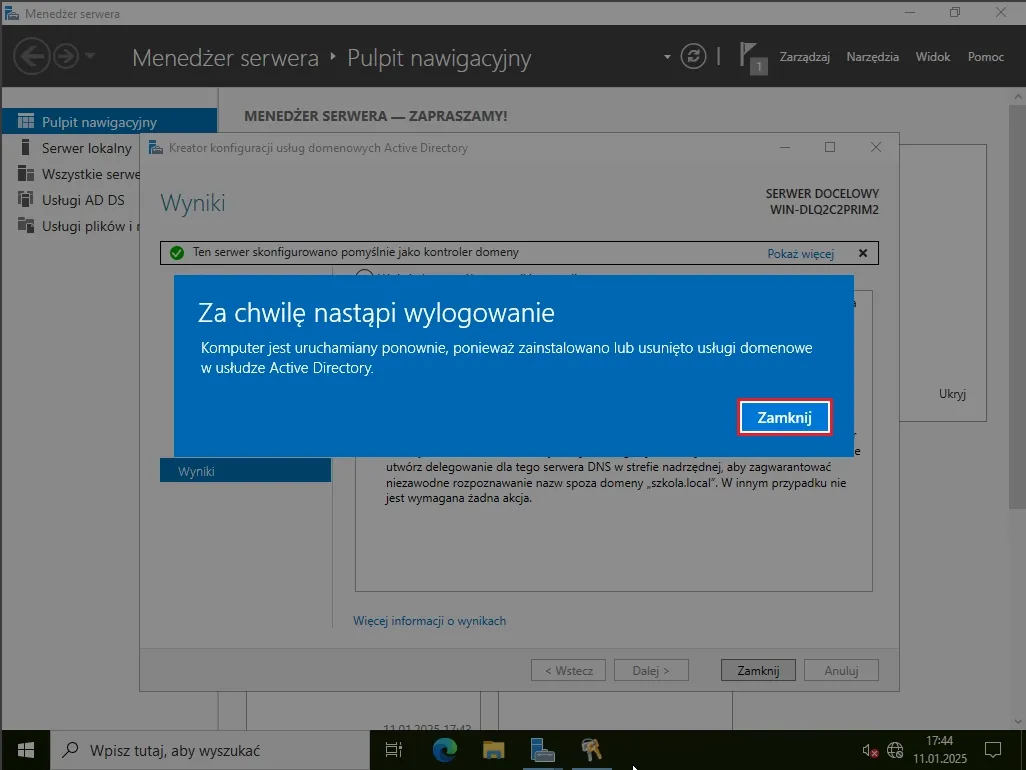 Menedżer serwera
Menedżer serwera ‣ Pulpit nawigacyjny
1
Zarządzaj Narzędzia Widok Pomoc
Pulpit nawigacyjny
Serwer lokalny
Wszystkie serwe
Usługi AD DS
Usługi plików i
MENEDŻER SERWERA — ZAPRASZAMY!
Kreator konfiguracji usług domenowych Active Directory
Wyniki
SERWER DOCELOWY
WIN-DLQ2C2PRIM2
Ten serwer skonfigurowano pomyślnie jako kontroler domeny
Pokaż więcej
Za chwilę nastąpi wylogowanie
Komputer jest uruchamiany ponownie, ponieważ zainstalowano lub usunięto usługi domenowe
w usłudze Active Directory.
Zamknij
Ukryj
Wyniki
utwórz delegowanie dla tego serwera DNS w strefie nadrzędnej, aby zagwarantować
niezawodne rozpoznawanie nazw spoza domeny „szkola.local”. W innym przypadku nie
jest wymagana żadna akcja.
Więcej informacji o wynikach
< Wstecz Dalej > Zamknij Anuluj
11.01.2025 17:43
Wpisz tutaj, aby wyszukać
17:44
11.01.2025